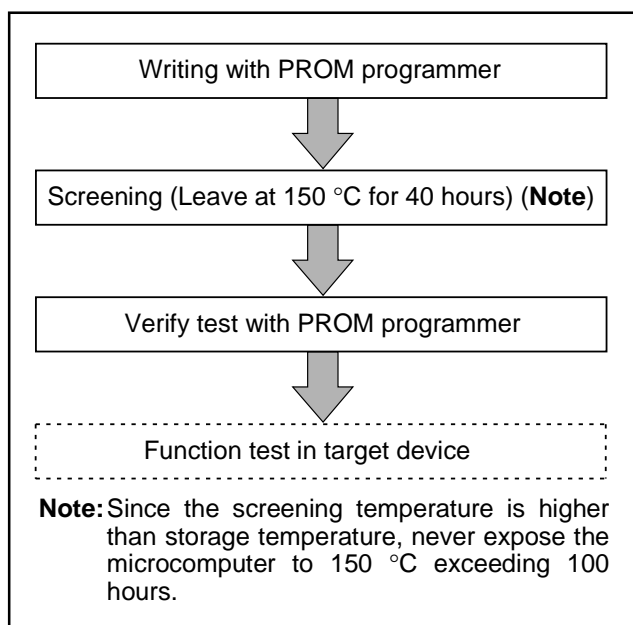 Writing with PROM programmer
Screening (Leave at 150 °C for 40 hours) (Note)
Verify test with PROM programmer
Function test in target device
Note: Since the screening temperature is higher
than storage temperature, never expose the
microcomputer to 150 °C exceeding 100
hours.